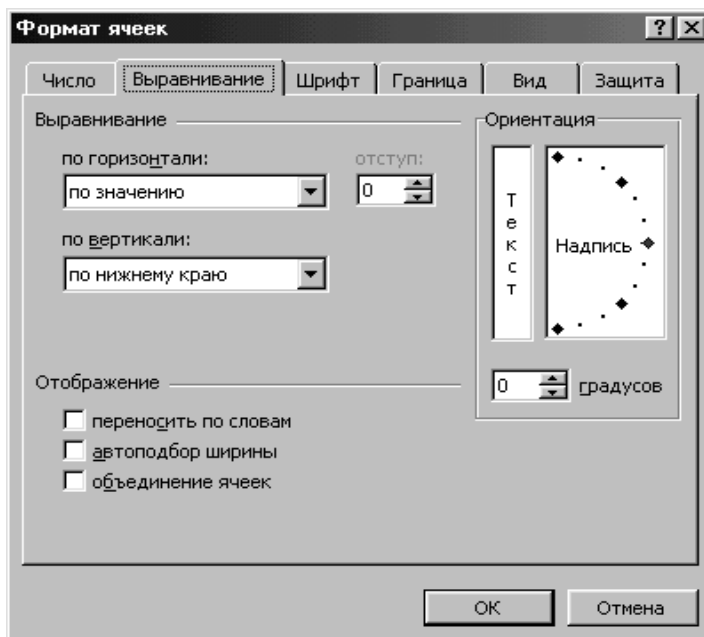 Формат ячеек
Число Выравнивание Шрифт Граница Вид Защита
Выравнивание
по горизонтали:
отступ:
по значению
0
по вертикали:
по нижнему краю
Ориентация
Текст
Надпись
0 градусов
Отображение
переносить по словам
автоподбор ширины
объединение ячеек
ОК Отмена